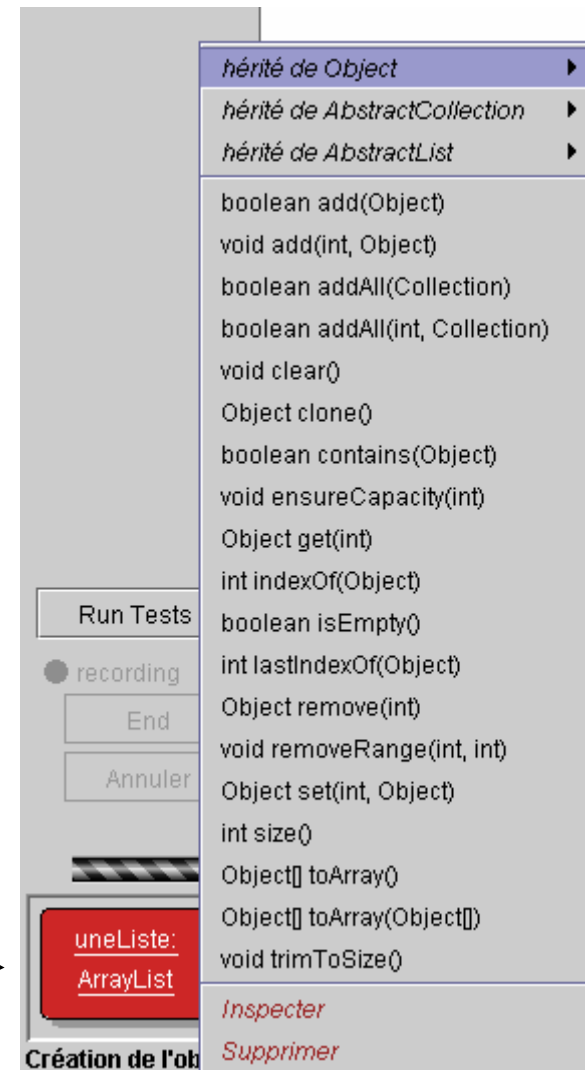 hérité de Object
hérité de AbstractCollection
hérité de AbstractList
boolean add(Object)
void add(int, Object)
boolean addAll(Collection)
boolean addAll(int, Collection)
void clear()
Object clone()
boolean contains(Object)
void ensureCapacity(int)
Object get(int)
int indexOf(Object)
boolean isEmpty()
int lastIndexOf(Object)
Object remove(int)
void removeRange(int, int)
Object set(int, Object)
int size()
Object[] toArray()
Object[] toArray(Object[])
void trimToSize()
Inspecter
Supprimer
Run Tests
recording
End
Annuler
uneListe:
ArrayList
Création de l'ob